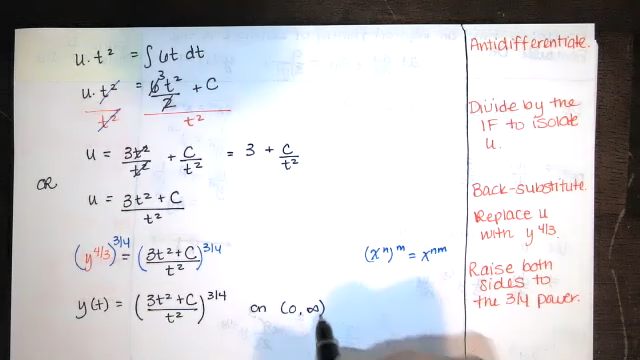 u · t² = ∫ 6t dt
u · t² / t² = (6³t²/2 + C) / t²
u = 3t²/t² + C/t² = 3 + C/t²
OR
u = (3t² + C)/t²
(y^4/3)^3/4 = ((3t² + C)/t²)^3/4
(xⁿ)^m = x^nm
y(t) = ((3t² + C)/t²)^3/4 on (0, ∞)
Antidifferentiate.
Divide by the
IF to isolate
u.
Back-substitute.
Replace u
with y^4/3.
Raise both
sides to
the 3/4 power.